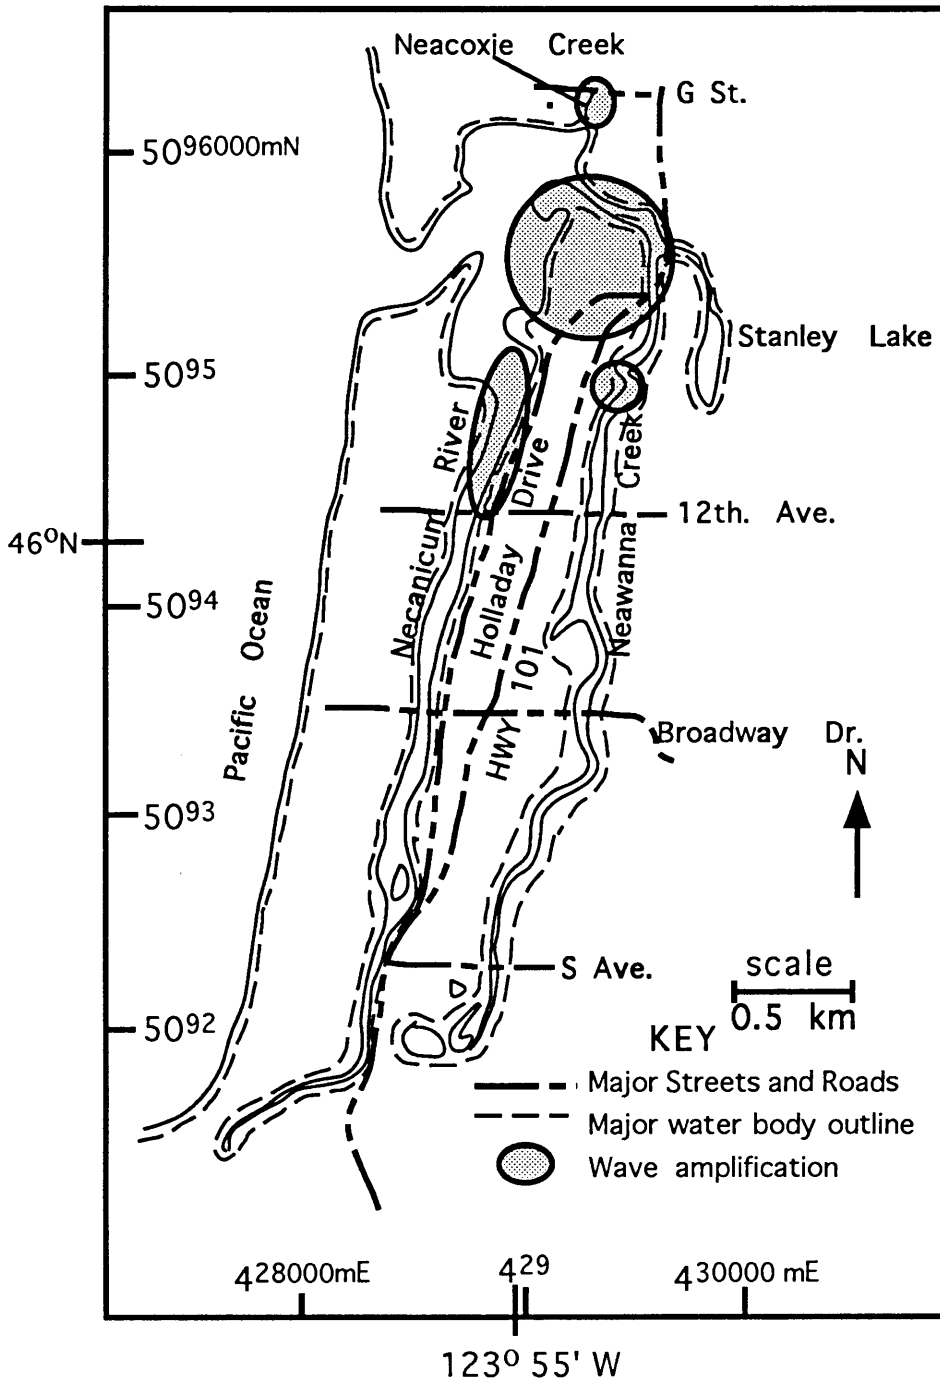 Neacoxie Creek
G St.
5096000mN
Stanley Lake
5095
River
Drive
Creek
12th. Ave.
46°N
Necanicum
Holladay
Neawanna
5094
Pacific Ocean
HWY 101
Broadway Dr.
N
5093
S Ave.
scale
0.5 km
5092
KEY
Major Streets and Roads
Major water body outline
Wave amplification
428000mE
429
430000 mE
123° 55' W